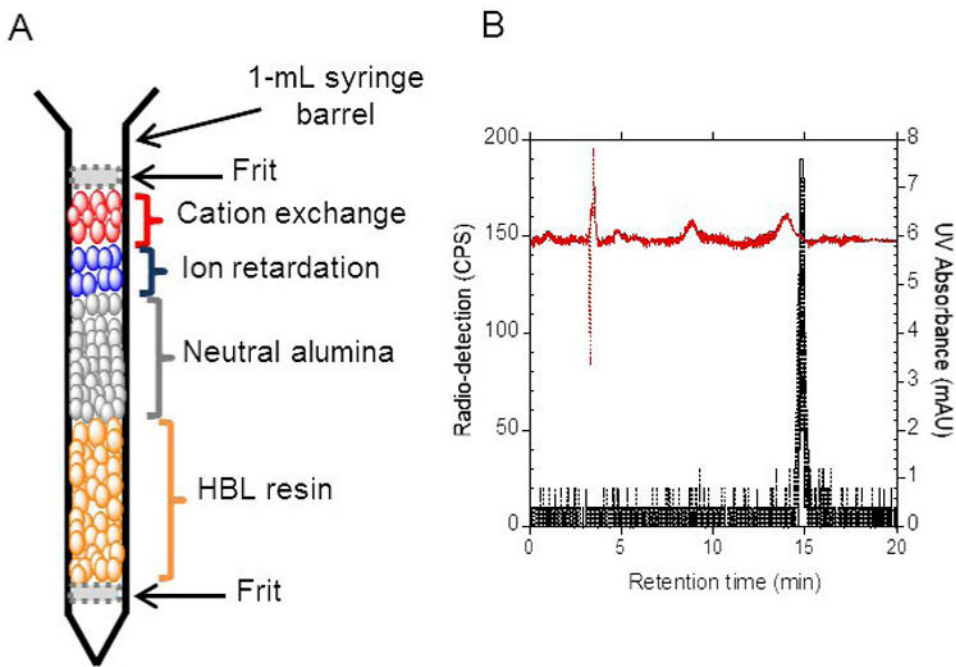 A
1-mL syringe
barrel
Frit
Cation exchange
Ion retardation
Neutral alumina
HBL resin
Frit
B
200
150
100
50
0
Radio-detection (CPS)
8
7
6
5
4
3
2
1
0
UV Absorbance (mAU)
0 5 10 15 20
Retention time (min)